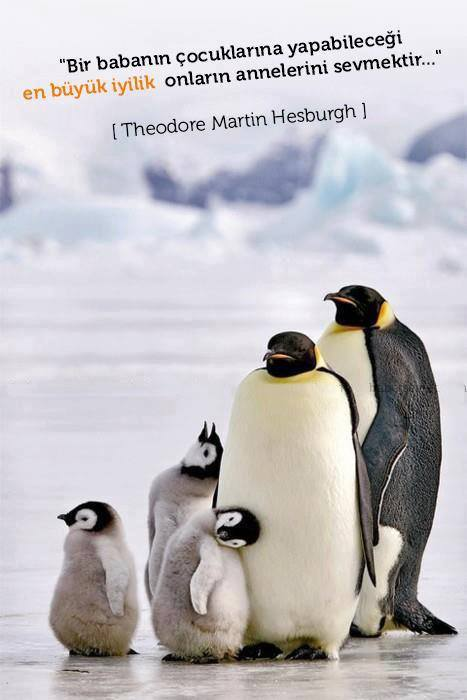 "Bir babanın çocuklarına yapabileceği
en büyük iyilik onların annelerini sevmektir..."
[ Theodore Martin Hesburgh ]